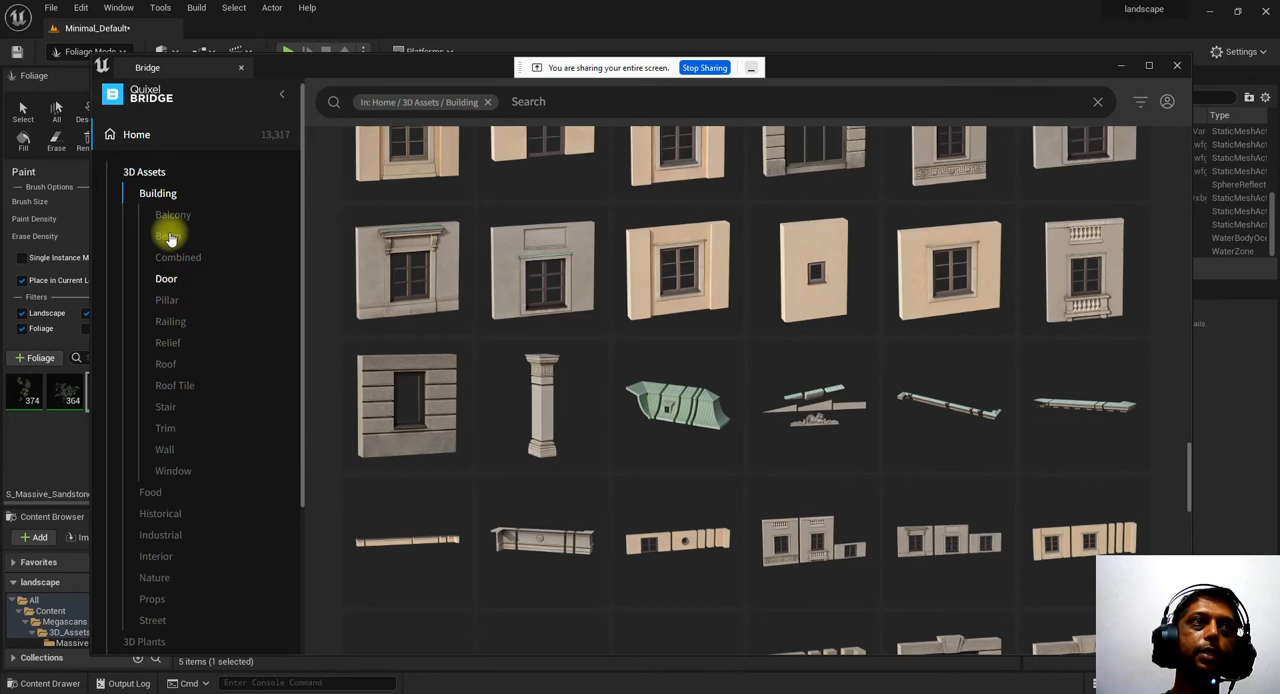 File Edit Window Tools Build Select Actor Help
landscape
Minimal_Default*
Foliage Mode
Platforms
Settings
Bridge
You are sharing your entire screen. Stop Sharing
Foliage
Quixel
BRIDGE
In: Home / 3D Assets / Building
Search
Select All
Fill Erase
Home 13,317
Type
StaticMeshAct
3D Assets
Paint
Brush Options
Brush Size
Paint Density
Erase Density
Single Instance M
Place in Current L
Filters
Landscape
Foliage
Foliage
374 364
Building
Balcony
Combined
Door
Pillar
Railing
Relief
Roof
Roof Tile
Stair
Trim
Wall
Window
Food
Historical
Industrial
Interior
Nature
Props
Street
3D Plants
SphereReflect
WaterBodyOce
WaterZone
S_Massive_Sandstone
Content Browser
Add
Favorites
landscape
All
Content
Megascans
3D_Assets
Massive
Collections
5 items (1 selected)
Content Drawer Output Log Cmd Enter Console Command